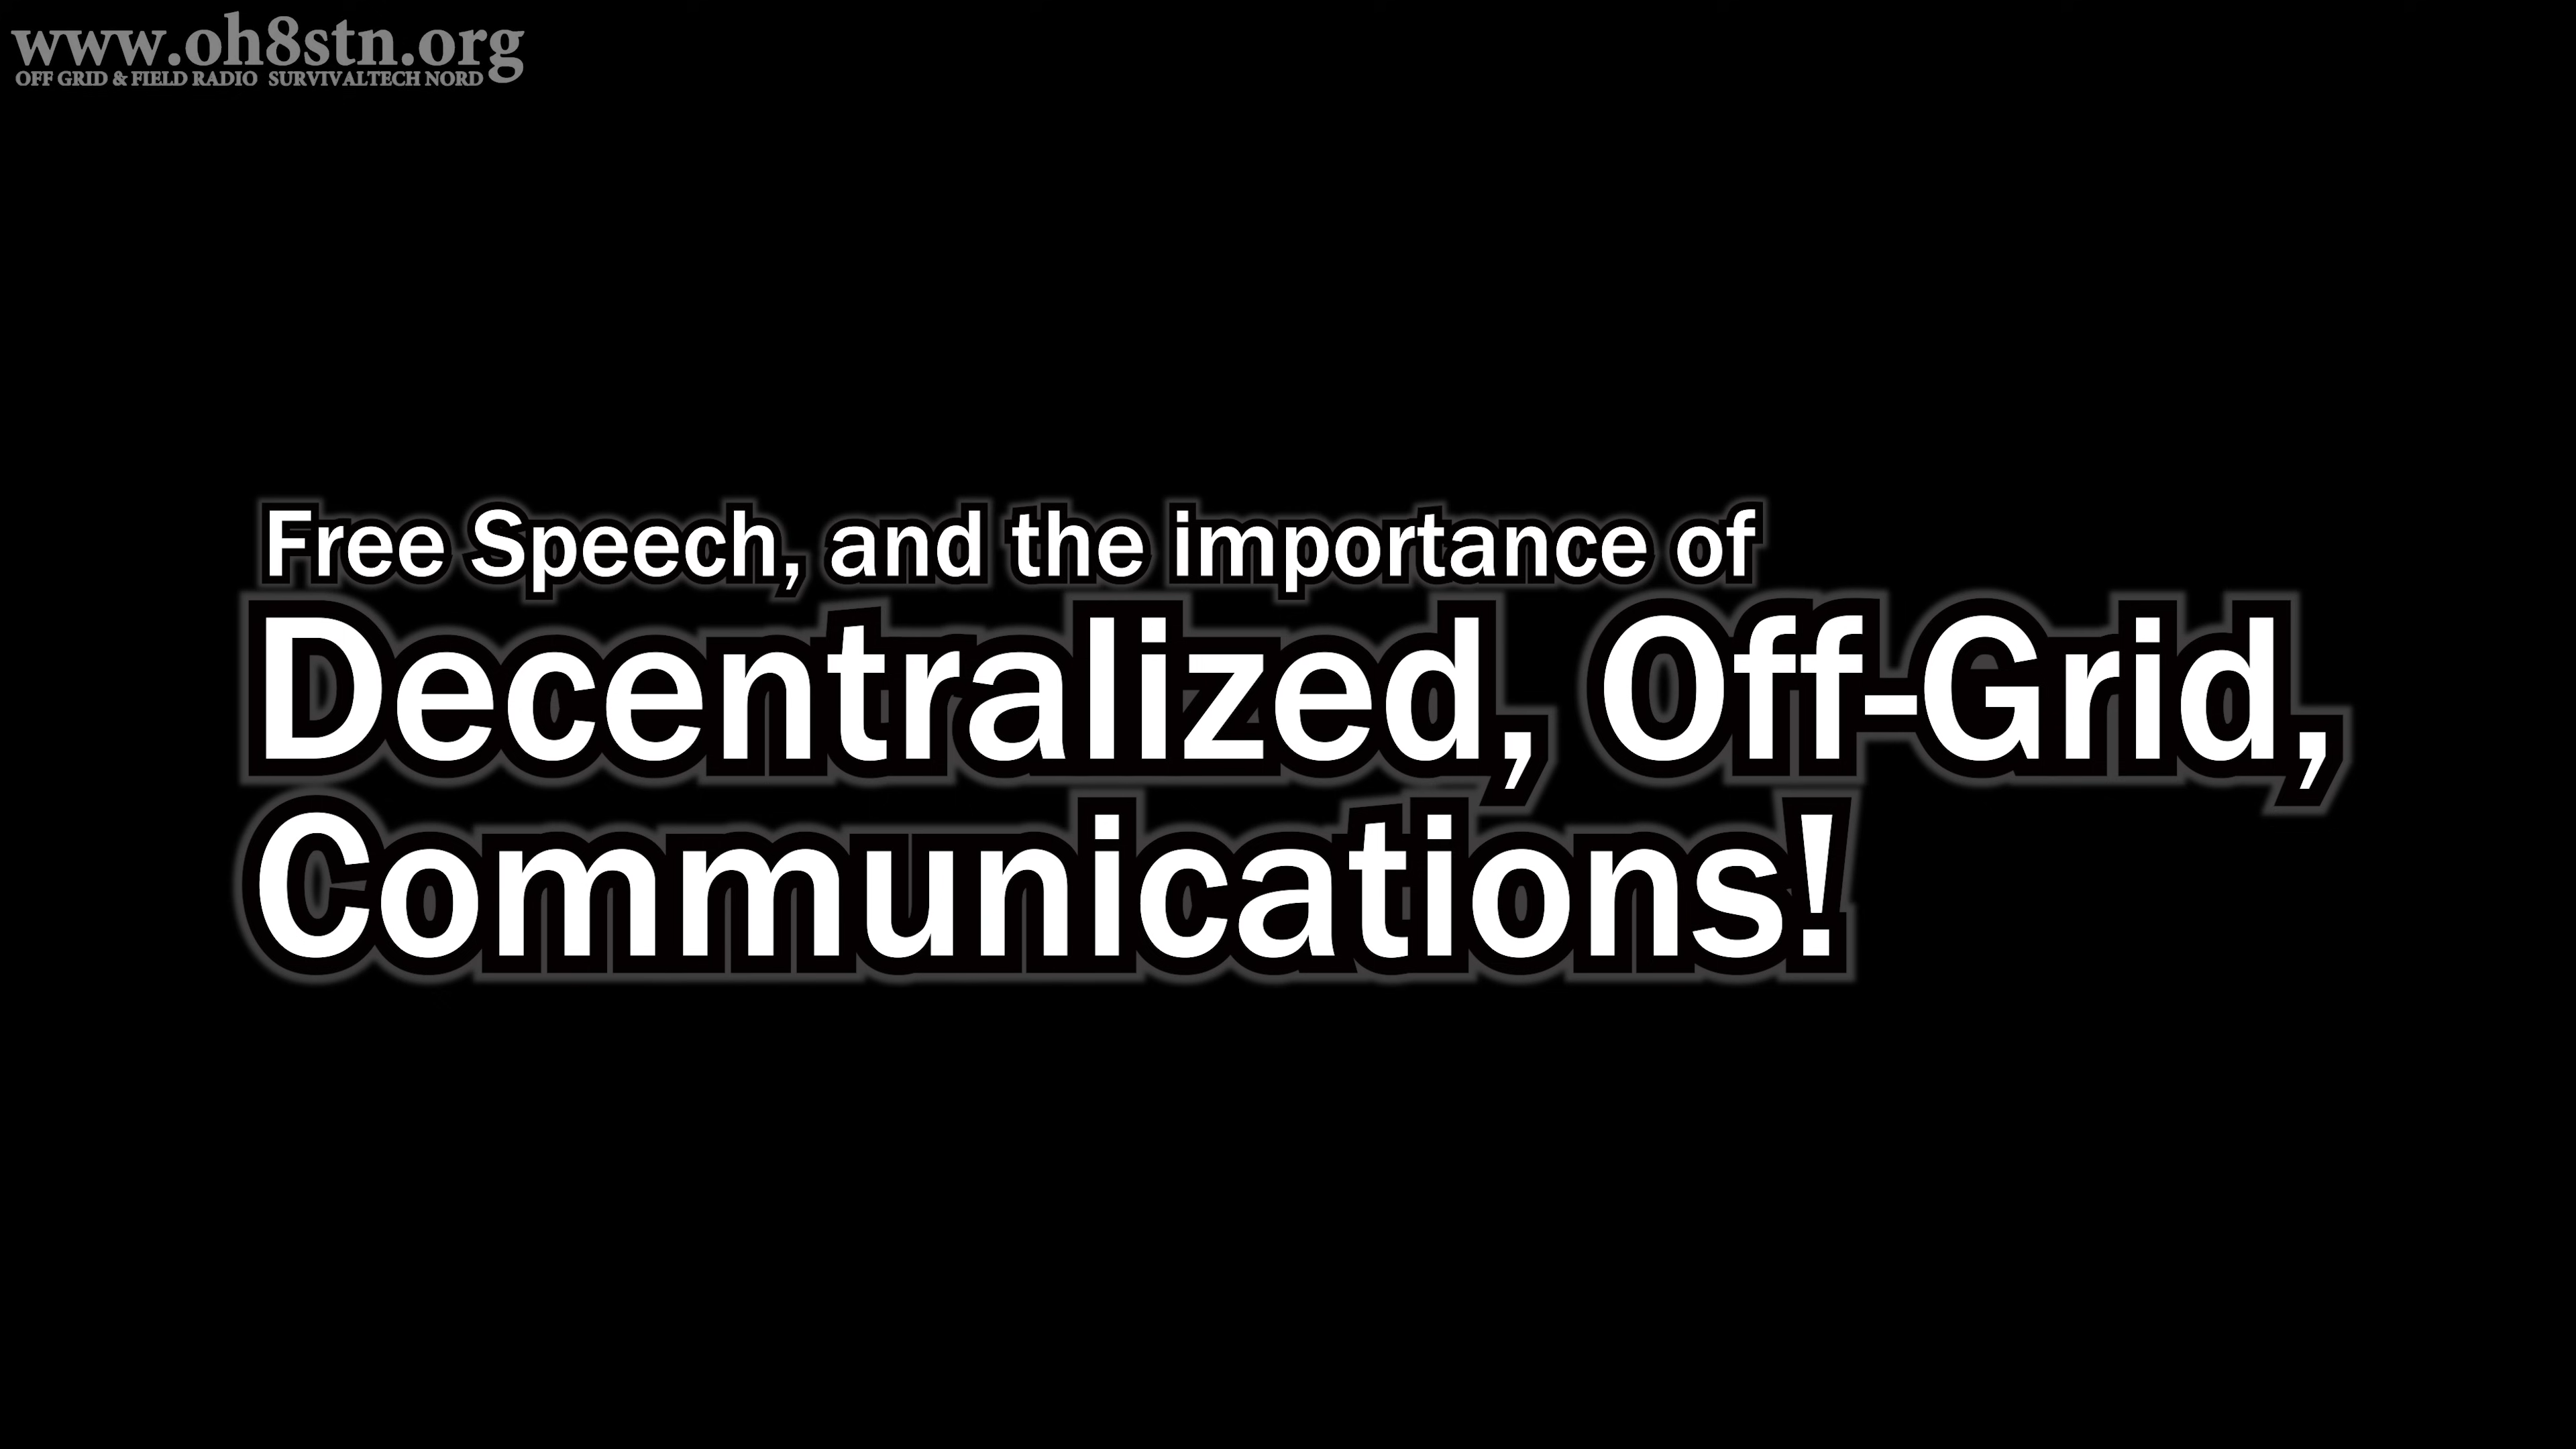 www.oh8stn.org
OFF GRID & FIELD RADIO SURVIVALTECH NORD
Free Speech, and the importance of
Decentralized, Off-Grid,
Communications!